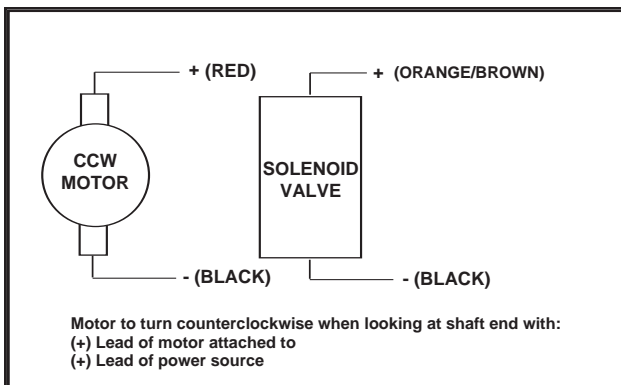 + (RED)
+ (ORANGE/BROWN)
CCW
MOTOR
SOLENOID
VALVE
- (BLACK)
- (BLACK)
Motor to turn counterclockwise when looking at shaft end with:
(+) Lead of motor attached to
(+) Lead of power source